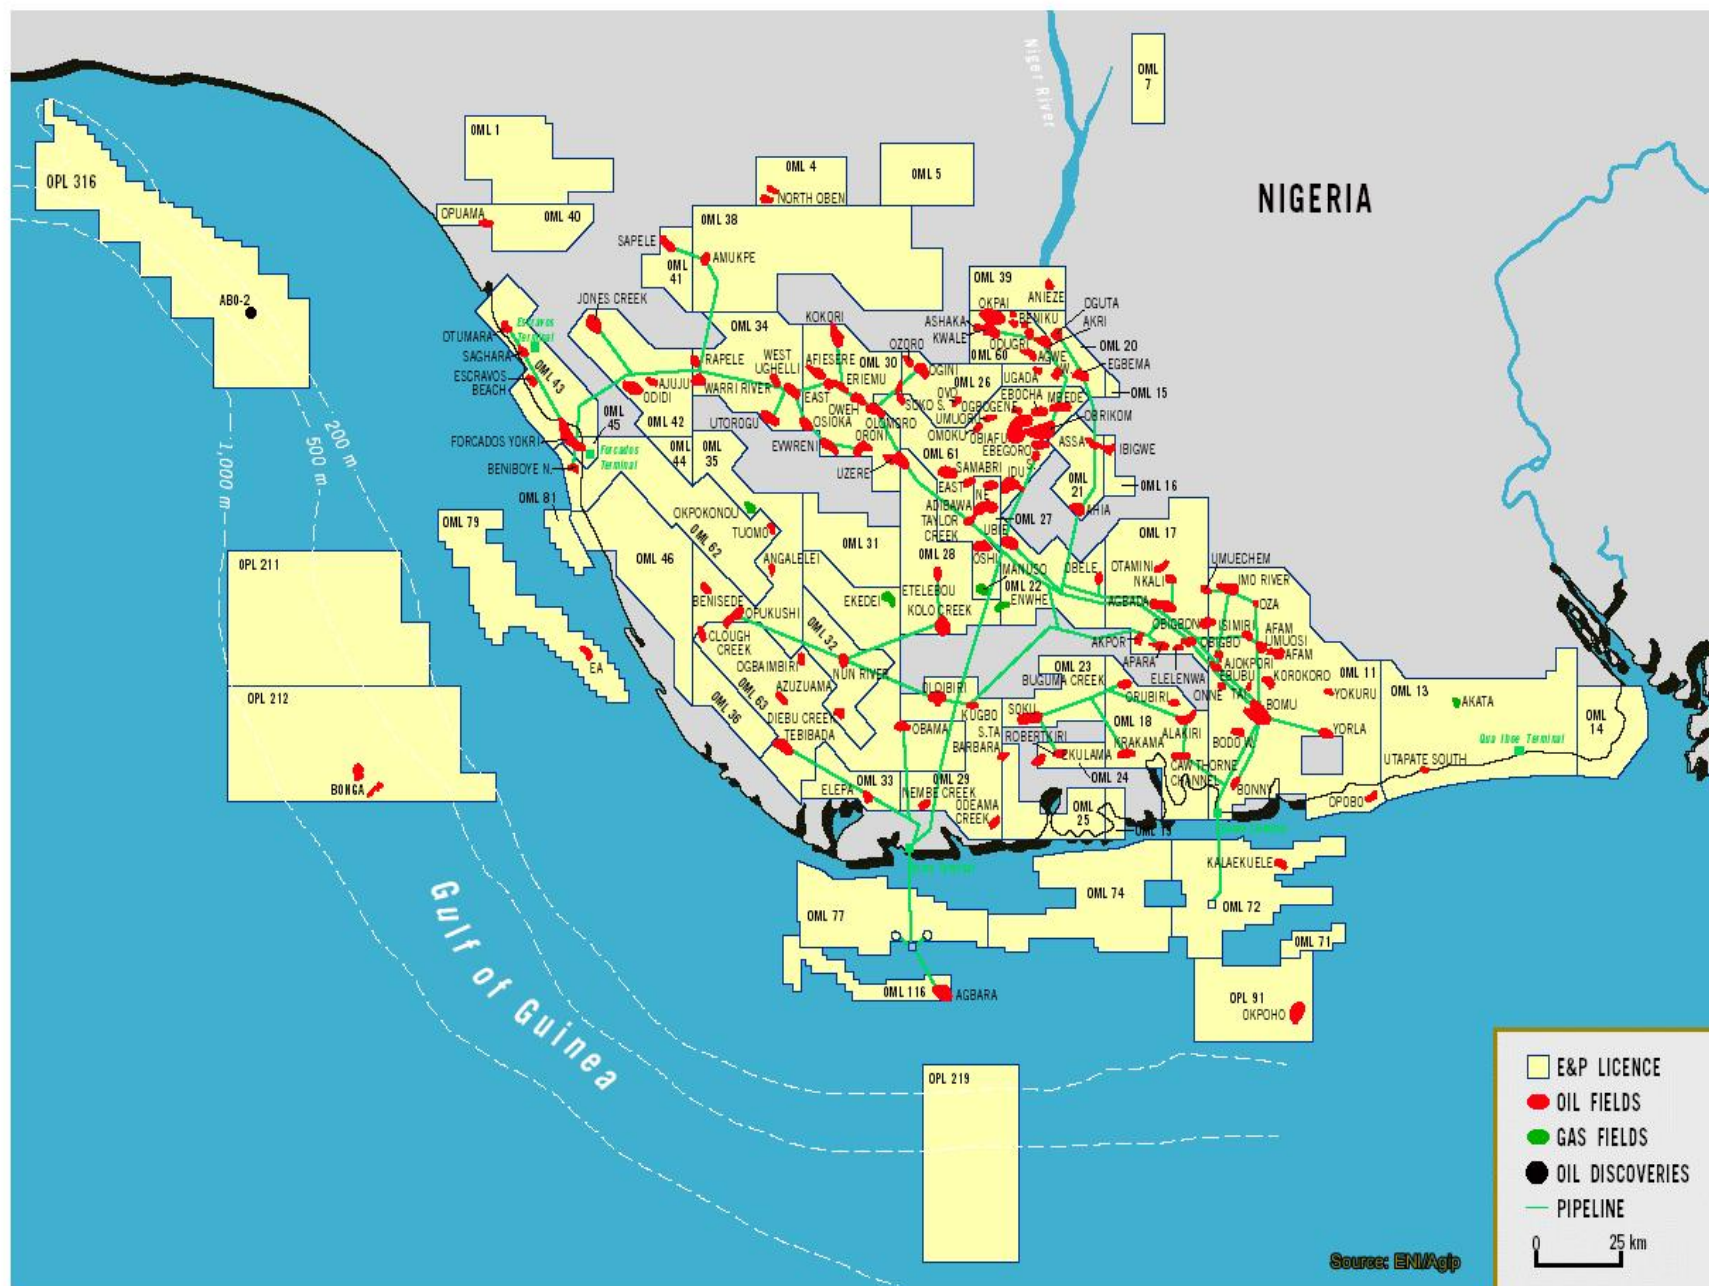 Niger River
OML
7
OML 1
OML 4
NORTH OBEN
OML 5
NIGERIA
OPL 316
OPUAMA
OML 40
OML 38
SAPELE
AMUKPE
OML
41
OML 39
ANIEZE
OKPAI
BENIKU
OGUTA
AKRI
ABO-2
JONES CREEK
Escravos
Terminal
OTUMARA
SAGHARA
ESCRAVOS
BEACH
OML 43
OML 34
KOKORI
ASHAKA
KWALE
ODUGRI
OML 60
AGWE
OML 20
EGBEMA
W.
UGADA
OML 15
RAPELE
WARRI RIVER
WEST
UGHELLI
AFIESERE
OML 30
ERIEMU
EAST
OZORO
OGINI
OML 26
OVO
OGBOGENE
EBOCHA
MBEDE
OBRIKOM
AJUJU
ODIDI
OML 42
OML
45
UTOROGU
OSIOKA
OWEH
OLOMORO
SOKO S.
UMUORU
OMOKU
OBIAFU
EBEGORO
ASSA
IBIGWE
FORCADOS YOKRI
Forcados
Terminal
BENIBOYE N.
OML
44
OML
35
EVWRENI
ORONI
UZERE
OML 61
SAMABRI
EAST
NE
IDU
S.
OML
21
OML 16
AHIA
200 m
500 m
1,000 m
OML 81
OML 79
OKPOKONOU
TUOMO
OML 62
OML 46
OML 31
ADIBAWA
TAYLOR
CREEK
UBIE
OML 27
OML 17
OPL 211
ANGALELEI
OML 28
OSHI
MANUSO
OBELE
OTAMINI
NKALI
UMUECHEM
IMO RIVER
OZA
BENISEDE
OPUKUSHI
EKEDEI
ETELEBOU
KOLO CREEK
OML 22
ENWHE
AGBADA
CLOUGH
CREEK
OML 32
OBIGBON
ISIMIRI
AFAM
UMUOSI
AFAM
EA
OGBAIMBIRI
NUN RIVER
AKPOR
APARA
OBIGBO
AJOKPORI
ELELENWA
EBUBU
KOROKORO
OML 11
OML 13
OPL 212
OML 63
AZUZUAMA
OML 36
DIEBU CREEK
TEBIBADA
OLOIBIRI
KUGBO
OML 23
BUGUMA CREEK
ORUBIRI
ONNE
TAI
BOMU
YOKURU
AKATA
OML
14
OBAMA
SOKU
S.TA
BARBARA
ROBERTKIRI
EKULAMA
OML 18
KRAKAMA
ALAKIRI
BODO W.
YORLA
Qua Iboe Terminal
BONGA
OML 33
ELEPA
OML 29
NEMBE CREEK
ODEAMA
CREEK
OML 24
OML
25
CAWTHORNE
CHANNEL
BONNY
UTAPATE SOUTH
OPOBO
Gulf of Guinea
OML 77
OML 74
KALAEKUELE
OML 72
OML 71
OML 116
AGBARA
OPL 91
OKPOHO
OPL 219
E&P LICENCE
OIL FIELDS
GAS FIELDS
OIL DISCOVERIES
PIPELINE
0 25 km
Source: ENI/Agip